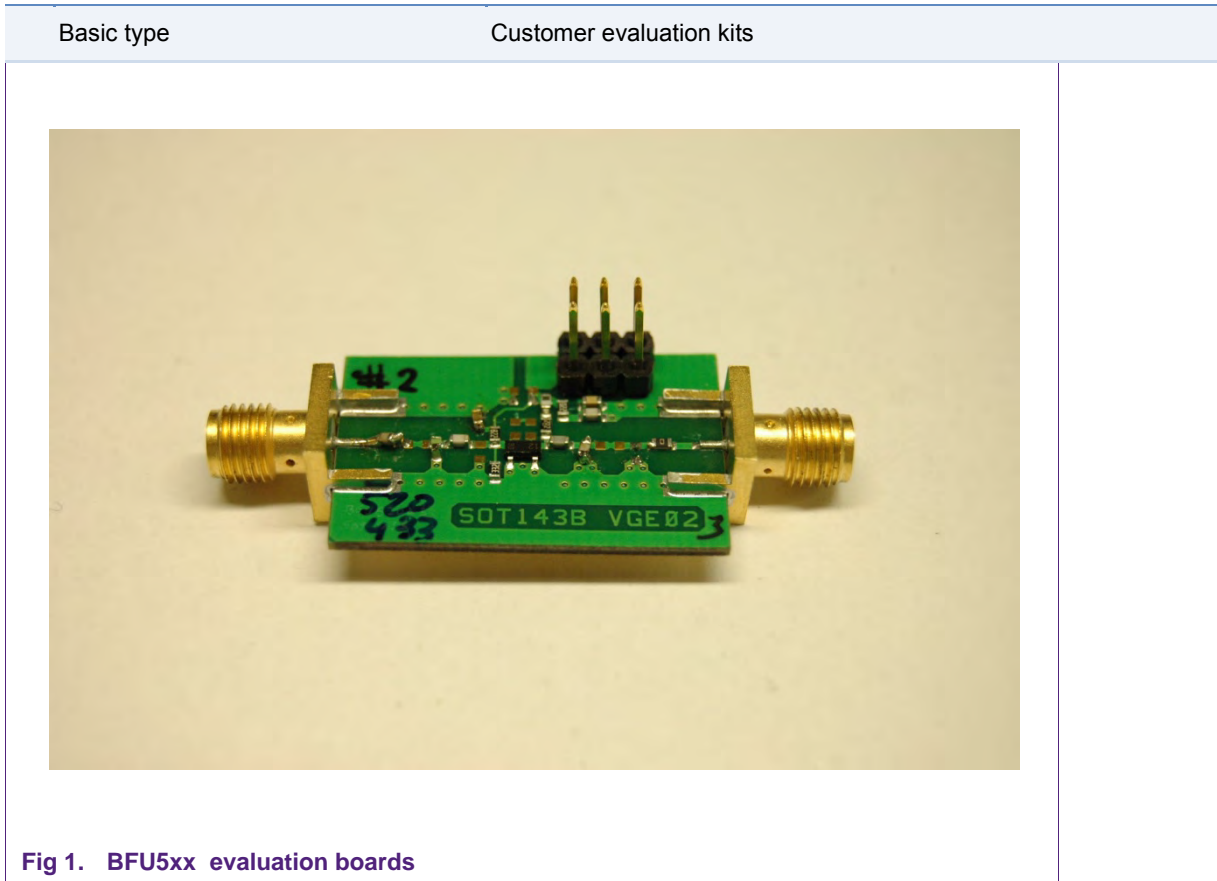 Basic type Customer evaluation kits
# 2
520
433
SOT143B VGE02
3
Fig 1. BFU5xx evaluation boards